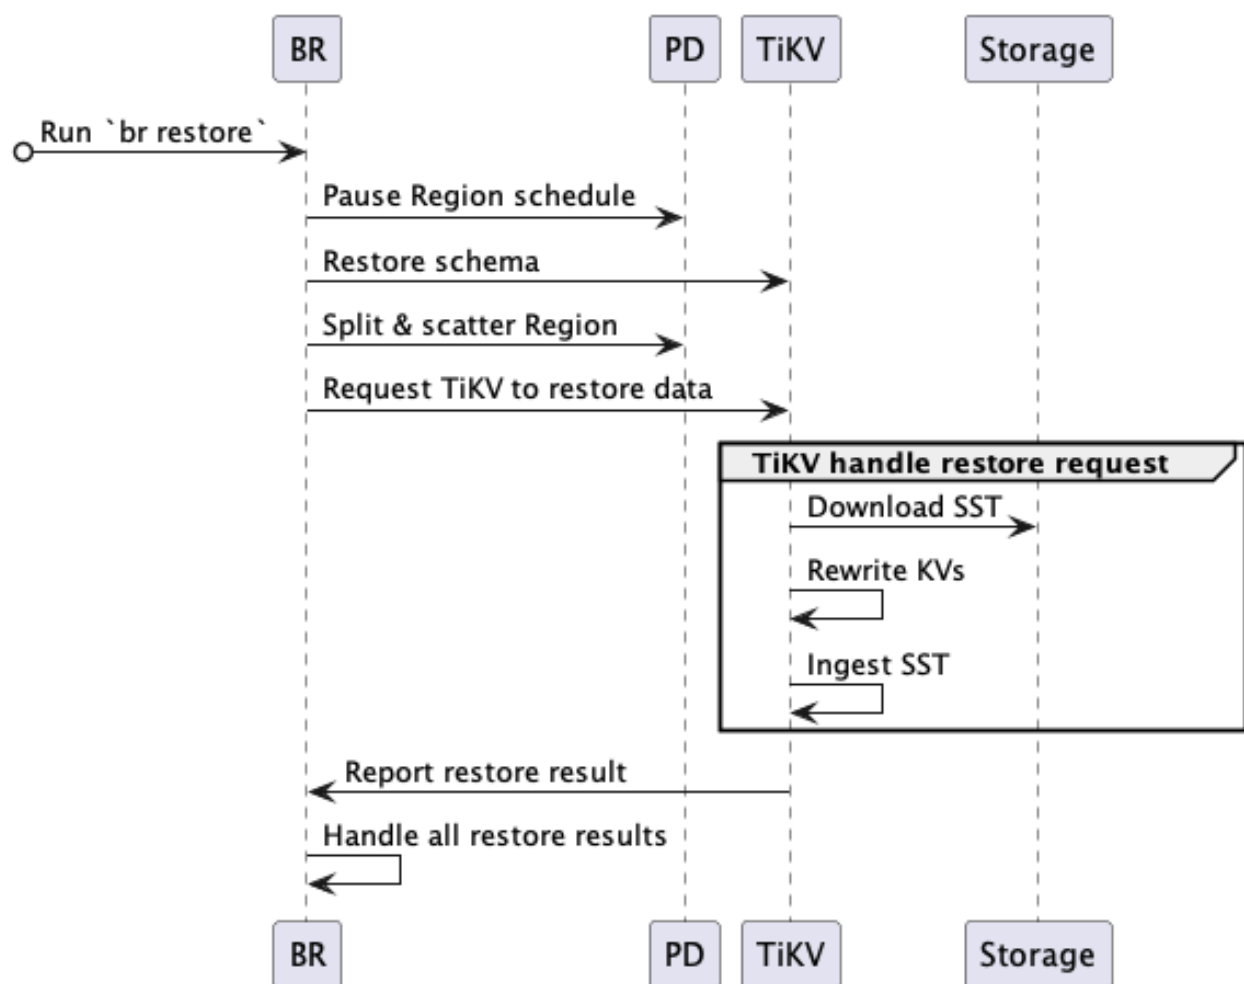 BR PD TiKV Storage
Run `br restore`
Pause Region schedule
Restore schema
Split & scatter Region
Request TiKV to restore data
TiKV handle restore request
Download SST
Rewrite KVs
Ingest SST
Report restore result
Handle all restore results
BR PD TiKV Storage